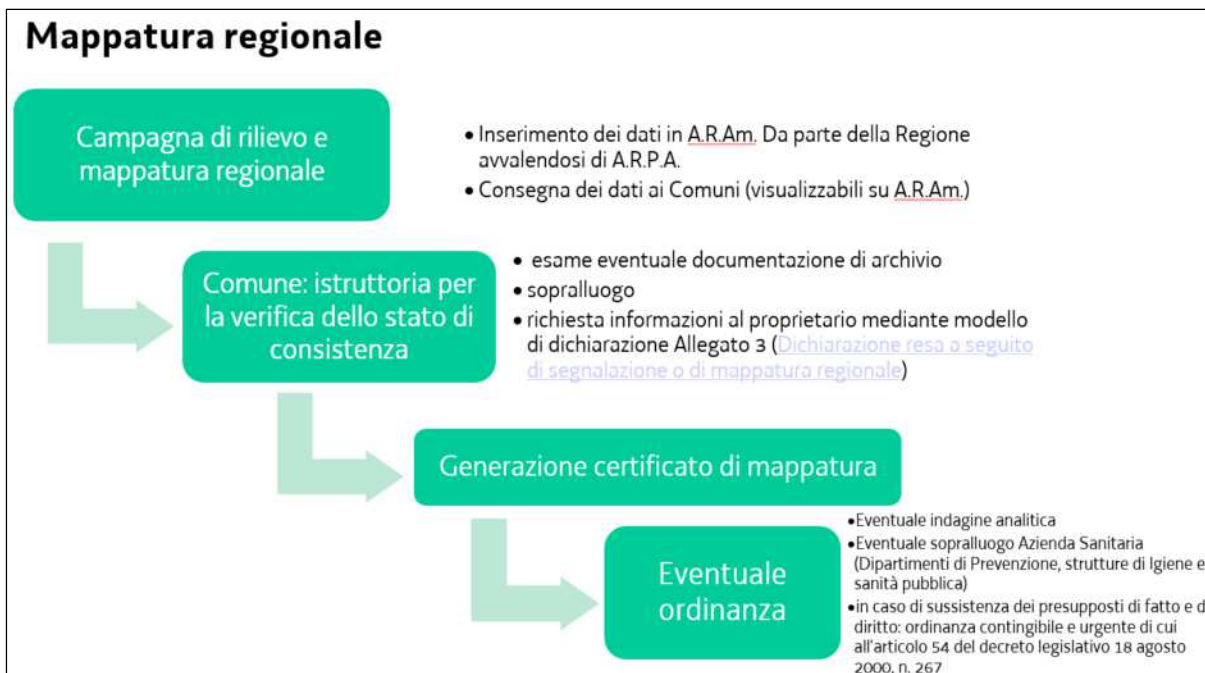 Mappatura regionale
Campagna di rilievo e
mappatura regionale
• Inserimento dei dati in A.R.Am. Da parte della Regione
avvalendosi di A.R.P.A.
• Consegna dei dati ai Comuni (visualizzabili su A.R.Am.)
Comune: istruttoria per
la verifica dello stato di
consistenza
• esame eventuale documentazione di archivio
• sopralluogo
• richiesta informazioni al proprietario mediante modello
di dichiarazione Allegato 3 (Dichiarazione resa a seguito
di segnalazione o di mappatura regionale)
Generazione certificato di mappatura
Eventuale
ordinanza
•Eventuale indagine analitica
•Eventuale sopralluogo Azienda Sanitaria
(Dipartimenti di Prevenzione, strutture di Igiene e
sanità pubblica)
•in caso di sussistenza dei presupposti di fatto e d
diritto: ordinanza contingibile e urgente di cui
all'articolo 54 del decreto legislativo 18 agosto
2000, n. 267